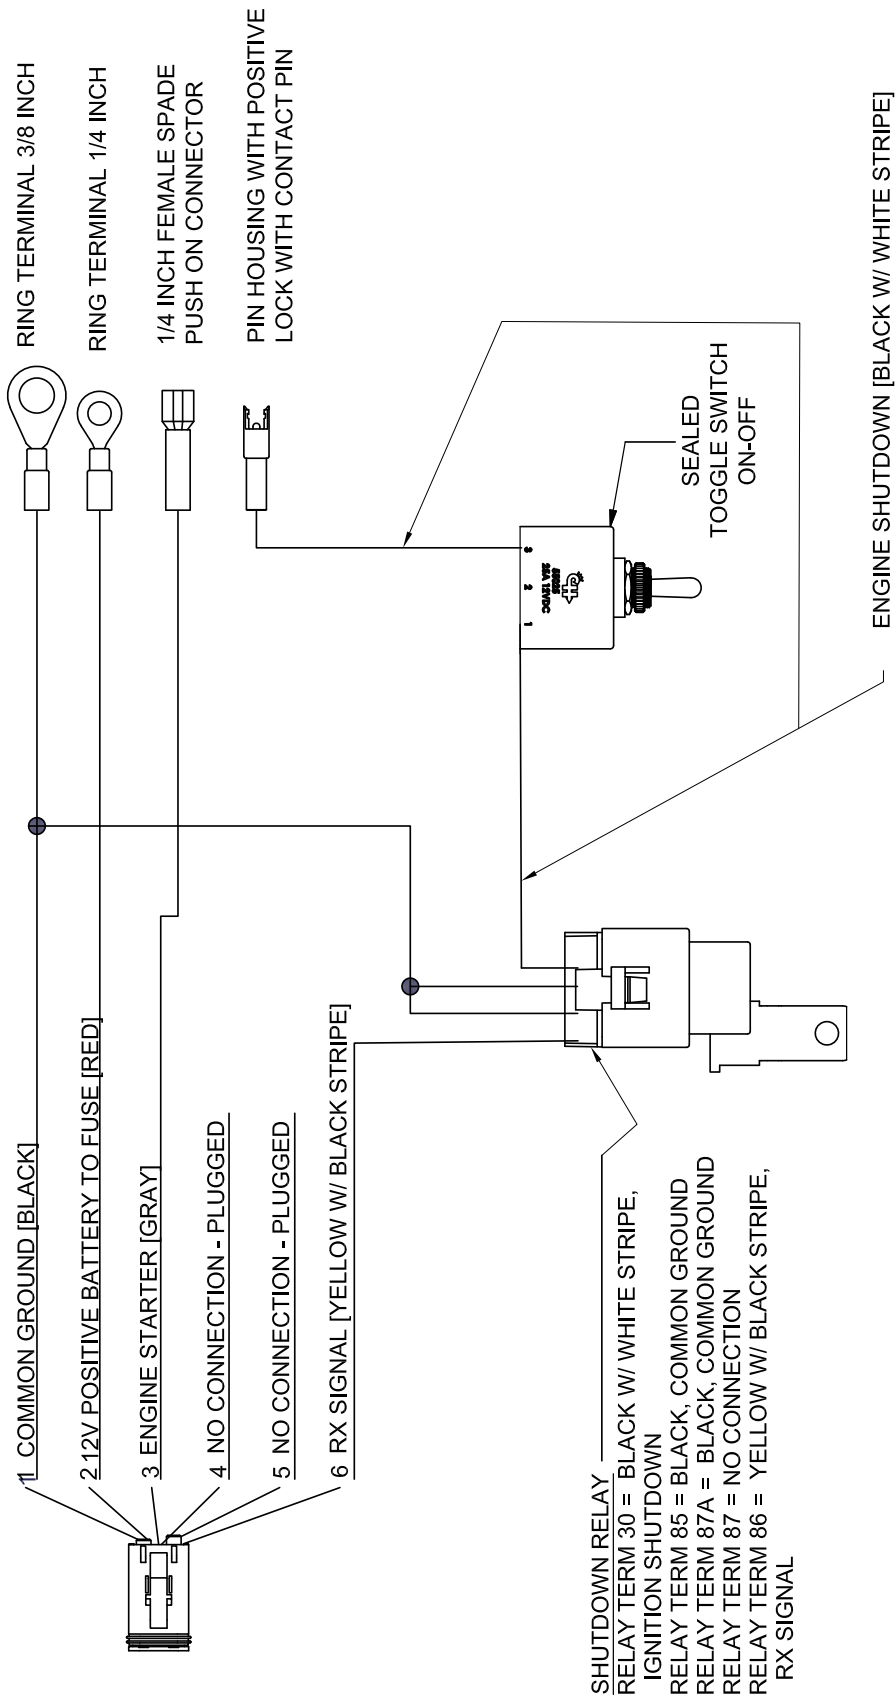 RING TERMINAL 3/8 INCH
RING TERMINAL 1/4 INCH
1/4 INCH FEMALE SPADE
PUSH ON CONNECTOR
PIN HOUSING WITH POSITIVE
LOCK WITH CONTACT PIN
1 COMMON GROUND [BLACK]
2 12V POSITIVE BATTERY TO FUSE [RED]
3 ENGINE STARTER [GRAY]
4 NO CONNECTION - PLUGGED
5 NO CONNECTION - PLUGGED
6 RX SIGNAL [YELLOW W/ BLACK STRIPE]
1 2 3
25A 12VDC
SEALED
TOGGLE SWITCH
ON-OFF
ENGINE SHUTDOWN [BLACK W/ WHITE STRIPE]
SHUTDOWN RELAY
RELAY TERM 30 = BLACK W/ WHITE STRIPE,
IGNITION SHUTDOWN
RELAY TERM 85 = BLACK, COMMON GROUND
RELAY TERM 87A = BLACK, COMMON GROUND
RELAY TERM 87 = NO CONNECTION
RELAY TERM 86 = YELLOW W/ BLACK STRIPE,
RX SIGNAL